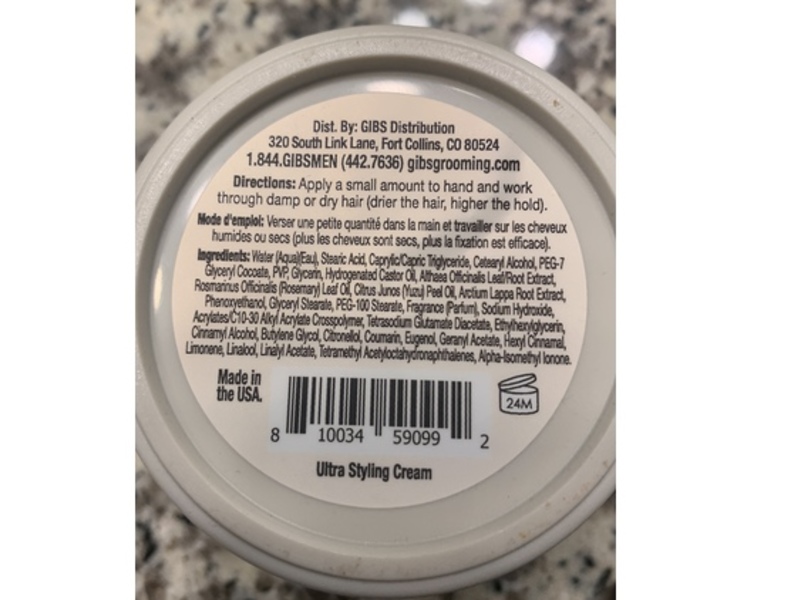 Dist. By: GIBS Distribution
320 South Link Lane, Fort Collins, CO 80524
1.844.GIBSMEN (442.7636) gibsgrooming.com
Directions: Apply a small amount to hand and work
through damp or dry hair (drier the hair, higher the hold).
Mode d'emploi: Verser une petite quantité dans la main et travailler sur les cheveux
humides ou secs (plus les cheveux sont secs, plus la fixation est efficace).
Ingredients: Water (Aqua)(Eau), Stearic Acid, Caprylic/Capric Triglyceride, Cetearyl Alcohol, PEG-7
Glyceryl Cocoate, PVP, Glycerin, Hydrogenated Castor Oil, Althaea Officinalis Leaf/Root Extract,
Rosmarinus Officinalis (Rosemary) Leaf Oil, Citrus Junos (Yuzu) Peel Oil, Arctium Lappa Root Extract,
Phenoxyethanol, Glyceryl Stearate, PEG-100 Stearate, Fragrance (Parfum), Sodium Hydroxide,
Acrylates/C10-30 Alkyl Acrylate Crosspolymer, Tetrasodium Glutamate Diacetate, Ethylhexylglycerin,
Cinnamyl Alcohol, Butylene Glycol, Citronellol, Coumarin, Eugenol, Geranyl Acetate, Hexyl Cinnamal,
Limonene, Linalool, Linalyl Acetate, Tetramethyl Acetyloctahydronaphthalenes, Alpha-Isomethyl Ionone.
Made in
the USA.
24M
8 10034 59099 2
Ultra Styling Cream